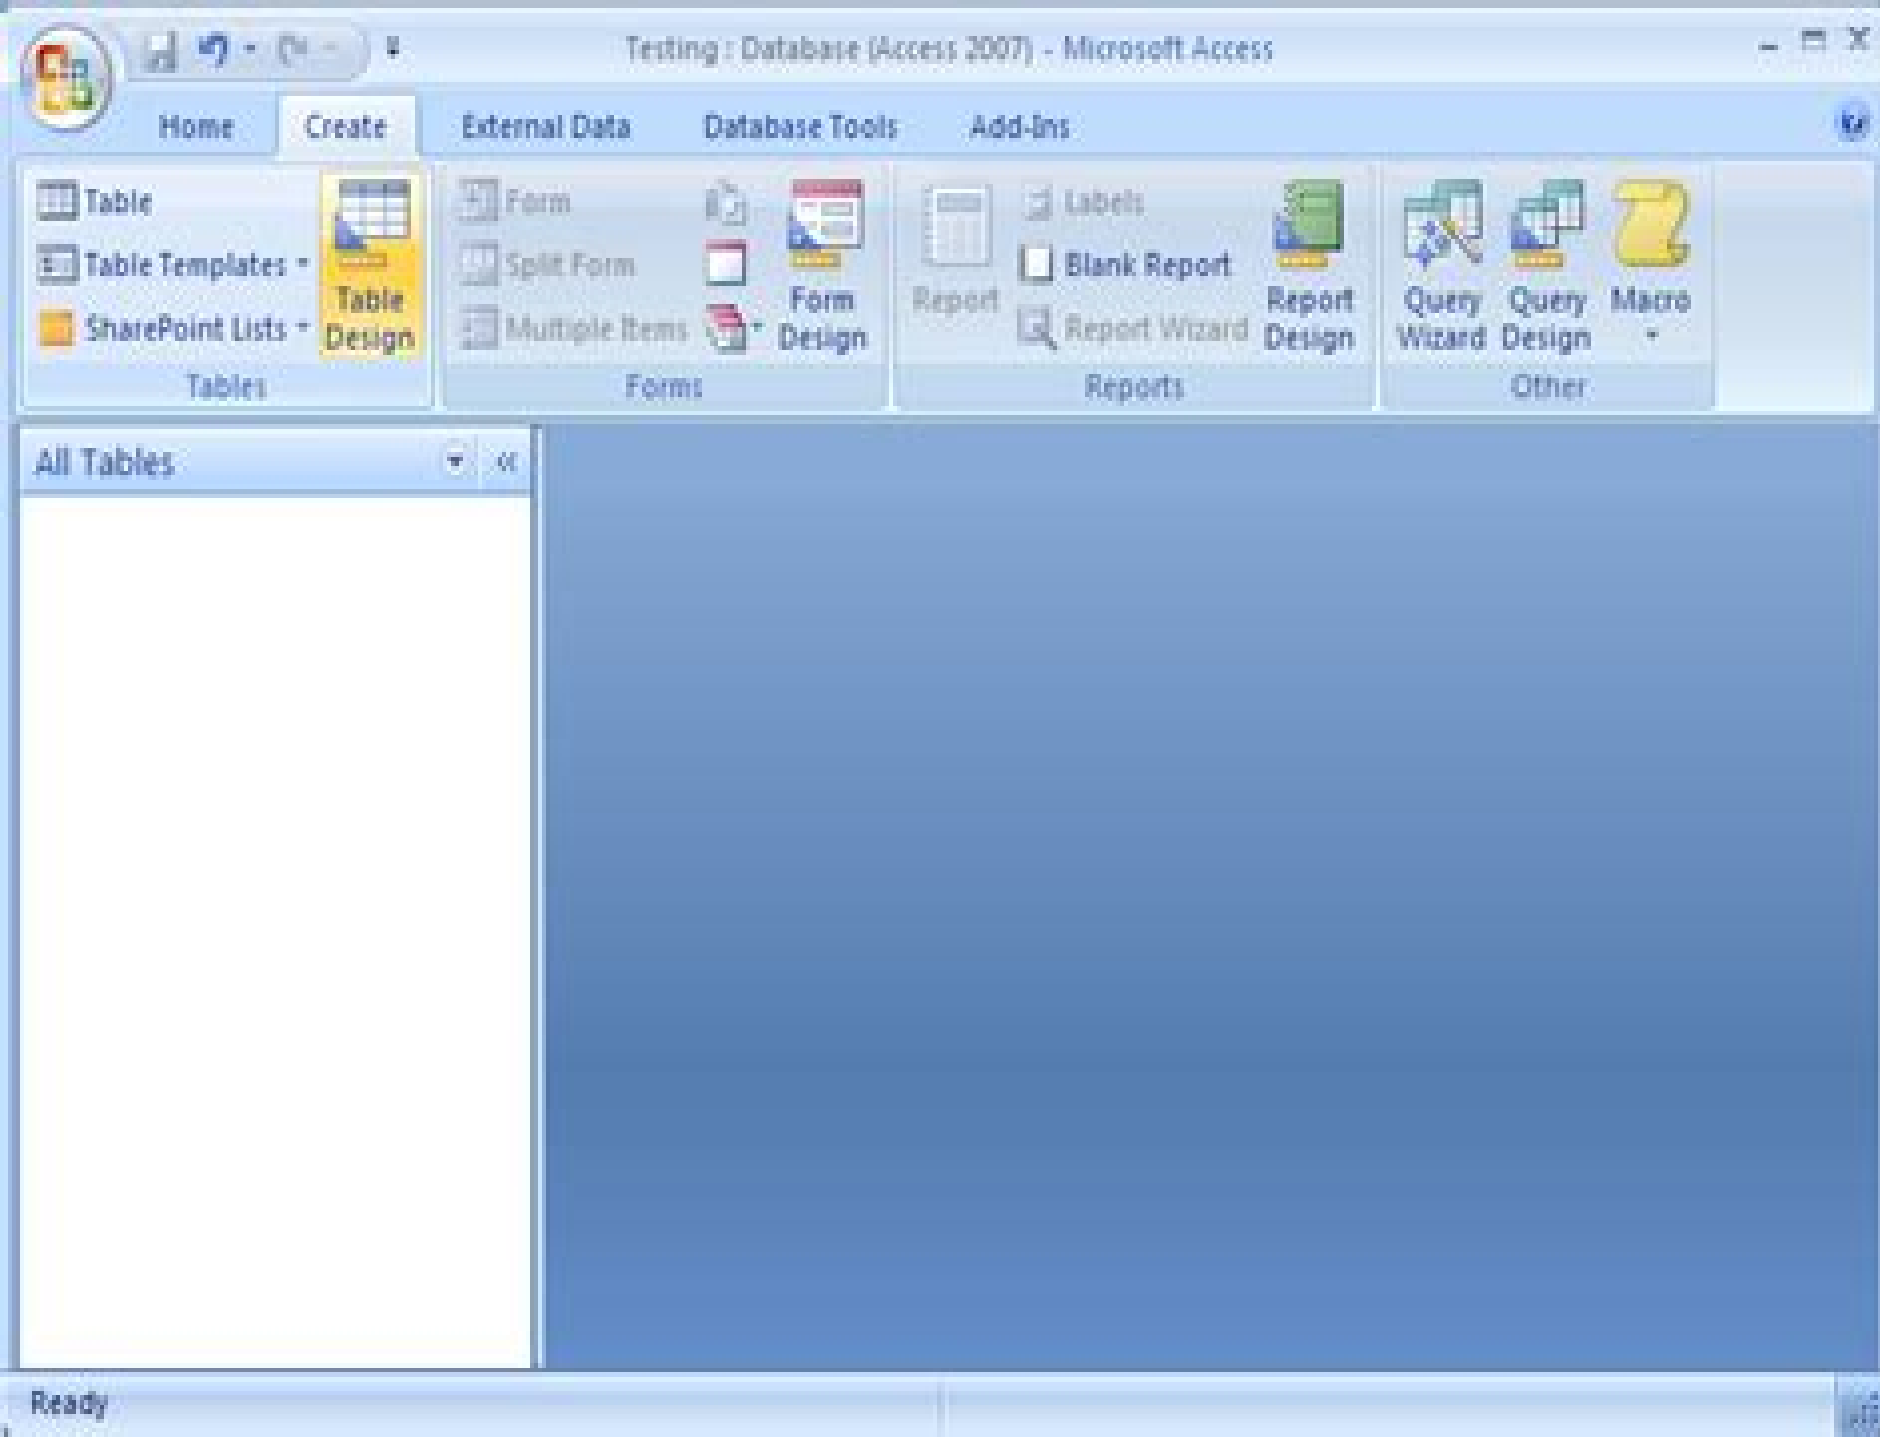 Testing : Database (Access 2007) - Microsoft Access
Home Create External Data Database Tools Add-Ins
Table
Table Templates
SharePoint Lists
Table
Design
Tables
Form
Split Form
Multiple Items
Form
Design
Forms
Report
Labels
Blank Report
Report Wizard
Report
Design
Reports
Query
Wizard
Query
Design
Macro
Other
All Tables
Ready